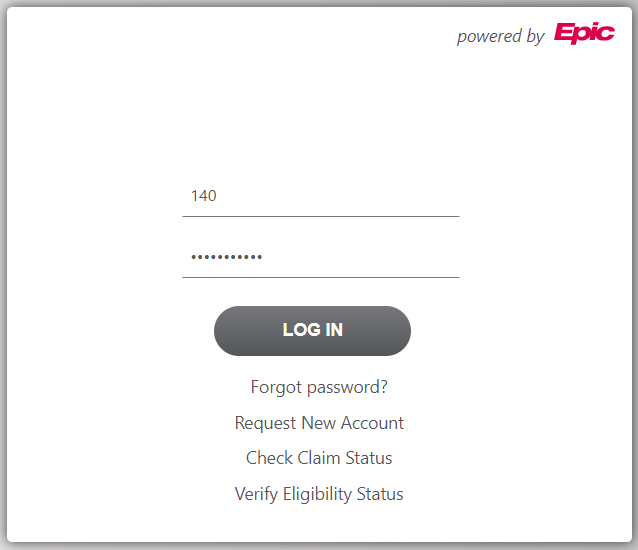 powered by Epic
140
•••••••••••
LOG IN
Forgot password?
Request New Account
Check Claim Status
Verify Eligibility Status